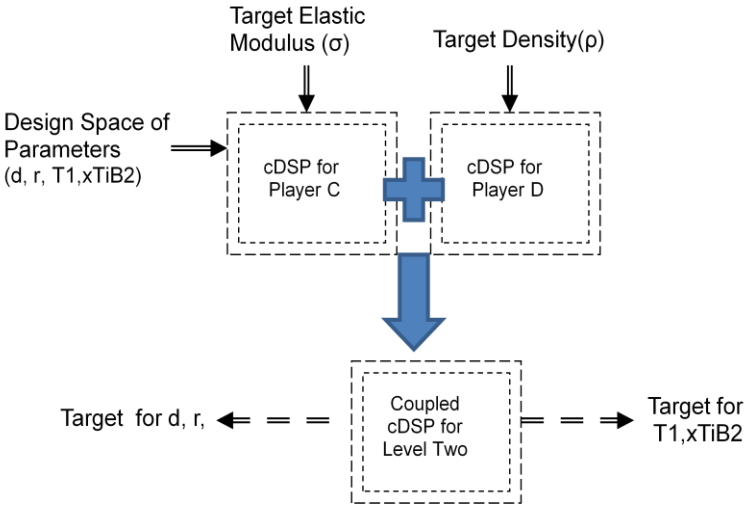 Target Elastic
Modulus (σ)
Target Density(ρ)
Design Space of
Parameters
(d, r, T1,xTiB2)
cDSP for
Player C
cDSP for
Player D
Coupled
cDSP for
Level Two
Target for d, r,
Target for
T1,xTiB2